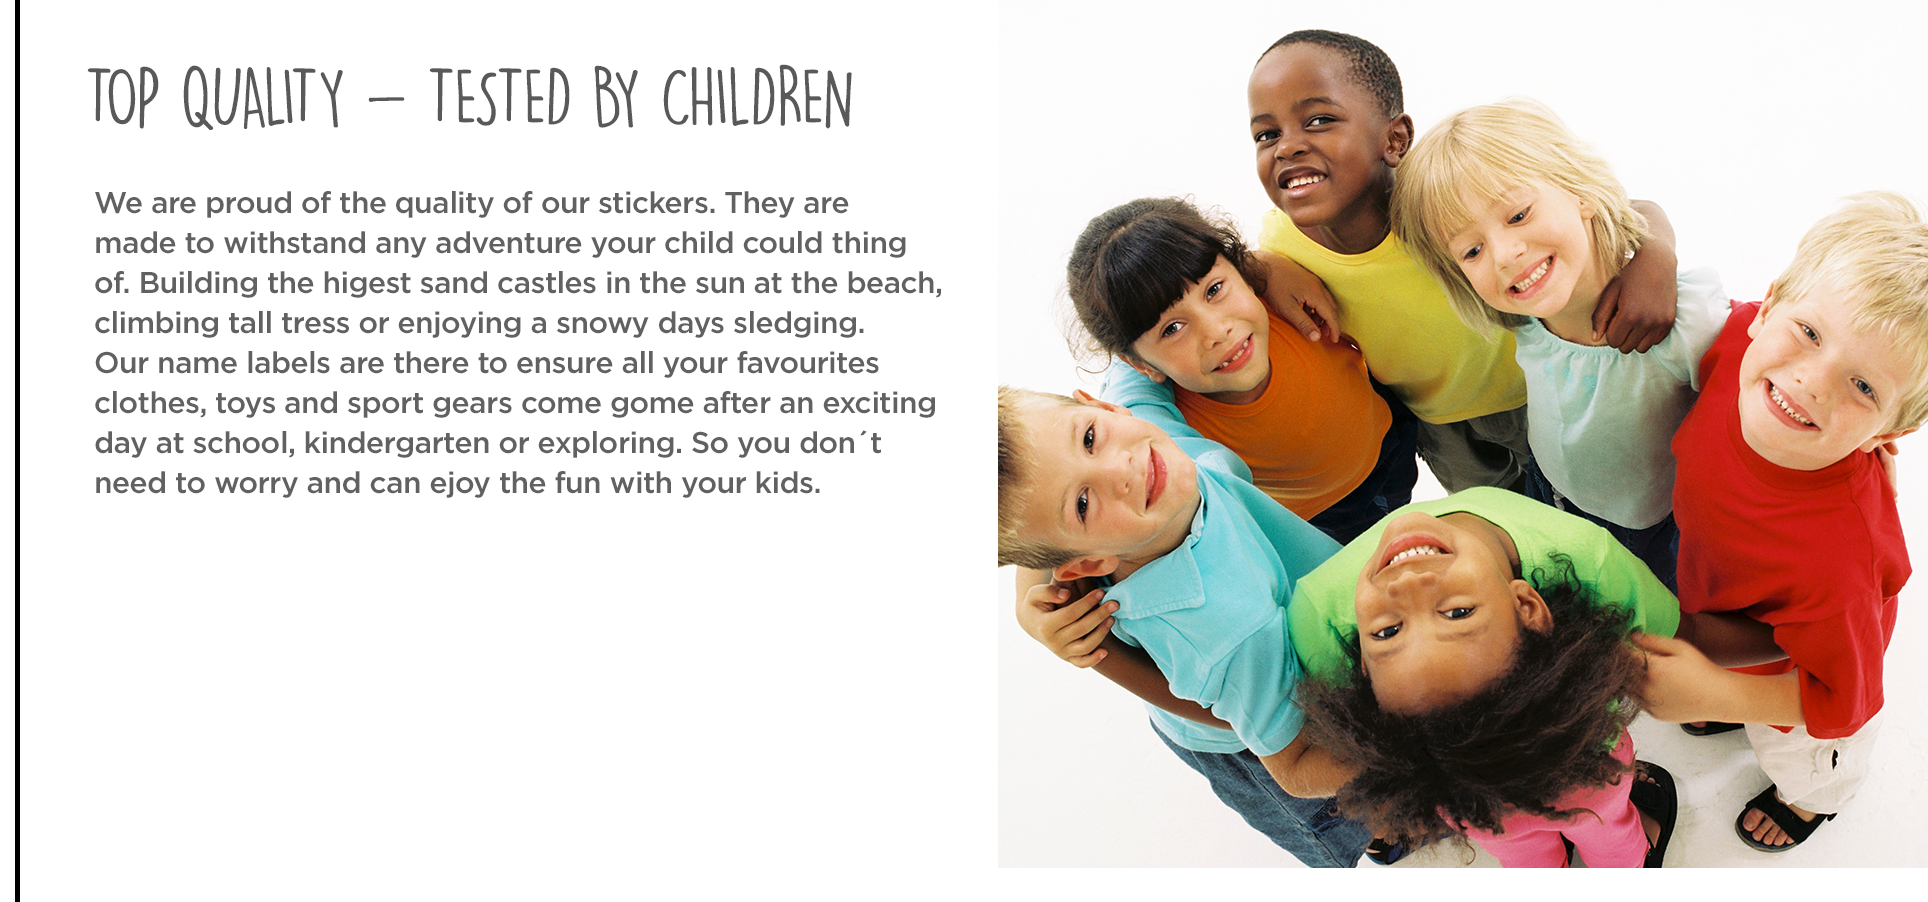 TOP QUALITY – TESTED BY CHILDREN
We are proud of the quality of our stickers. They are
made to withstand any adventure your child could thing
of. Building the higest sand castles in the sun at the beach,
climbing tall tress or enjoying a snowy days sledging.
Our name labels are there to ensure all your favourites
clothes, toys and sport gears come gome after an exciting
day at school, kindergarten or exploring. So you don´t
need to worry and can enjoy the fun with your kids.